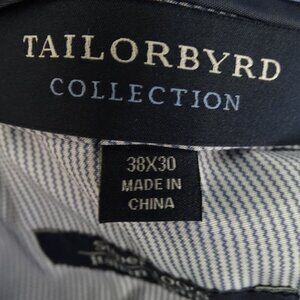 TAILORBYRD
COLLECTION
38X30
MADE IN
CHINA